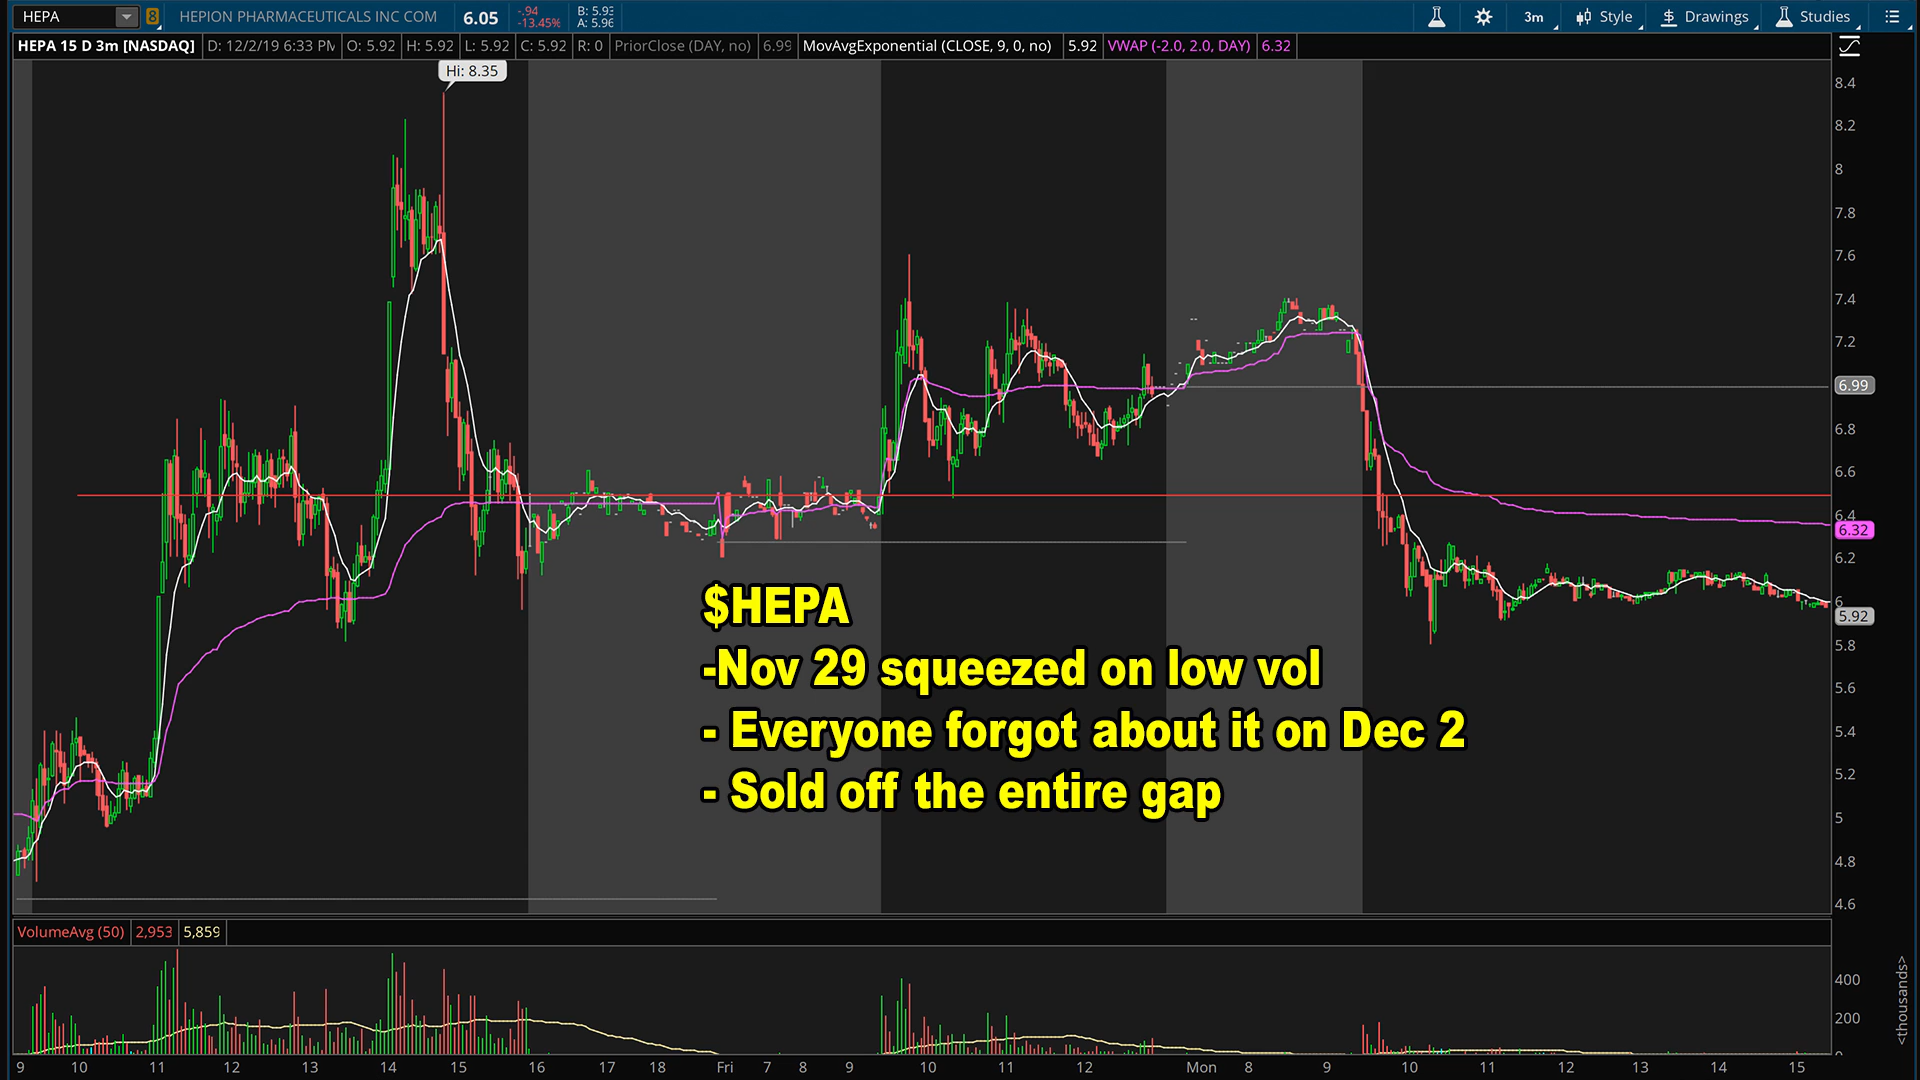 HEPA 8 HEPION PHARMACEUTICALS INC COM 6.05 -.94 -13.45% B: 5.93 A: 5.96 3m Style Drawings Studies
HEPA 15 D 3m [NASDAQ] D: 12/2/19 6:33 PM O: 5.92 H: 5.92 L: 5.92 C: 5.92 R: 0 PriorClose (DAY, no) 6.99 MovAvgExponential (CLOSE, 9, 0, no) 5.92 VWAP (-2.0, 2.0, DAY) 6.32
Hi: 8.35
8.4
8.2
8
7.8
7.6
7.4
7.2
6.99
6.8
6.6
6.4
6.32
6.2
6
5.92
5.8
5.6
5.4
5.2
5
4.8
4.6
$HEPA
-Nov 29 squeezed on low vol
- Everyone forgot about it on Dec 2
- Sold off the entire gap
VolumeAvg (50) 2,953 5,859
400
200
0
<thousands>
9 10 11 12 13 14 15 16 17 18 Fri 7 8 9 10 11 12 Mon 8 9 10 11 12 13 14 15